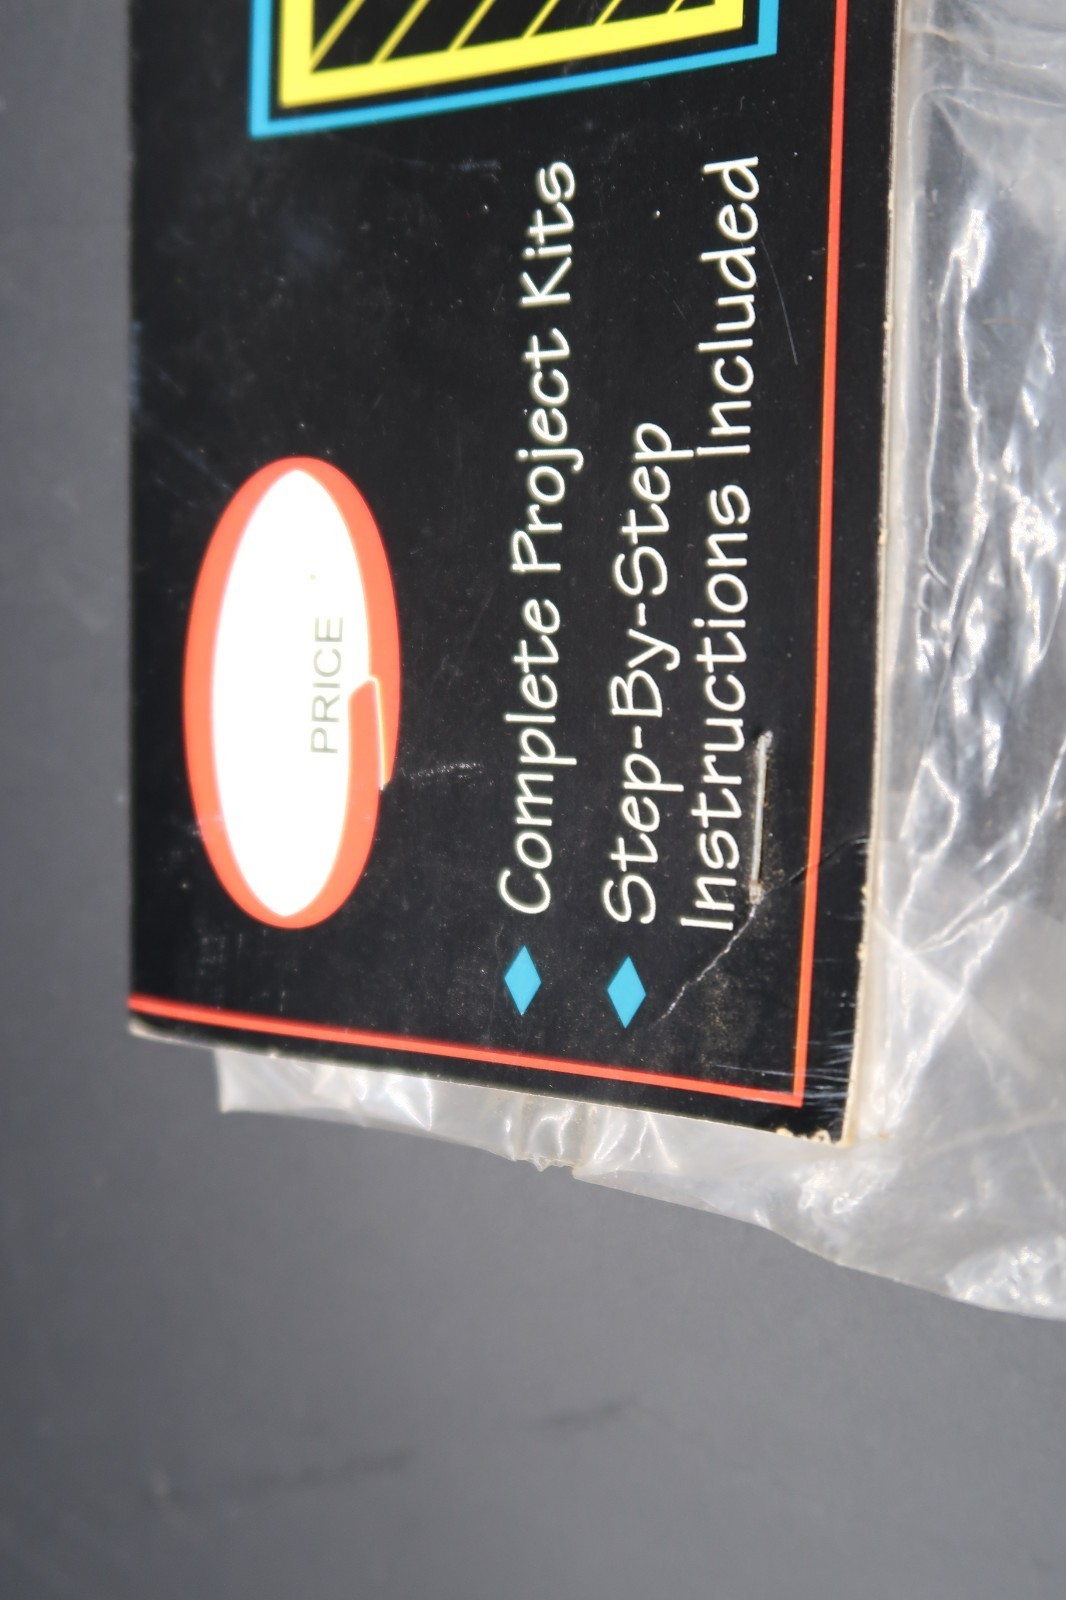 PRICE
Complete Project Kits
Step-By-Step
Instructions Included